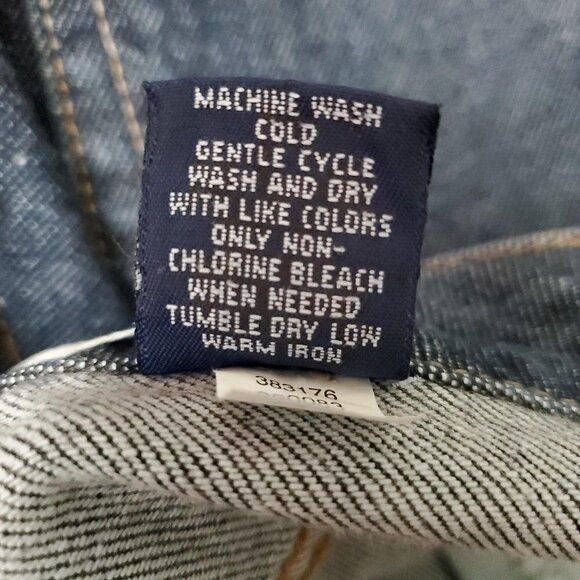 MACHINE WASH
COLD
GENTLE CYCLE
WASH AND DRY
WITH LIKE COLORS
ONLY NON-
CHLORINE BLEACH
WHEN NEEDED
TUMBLE DRY LOW
WARM IRON
383176